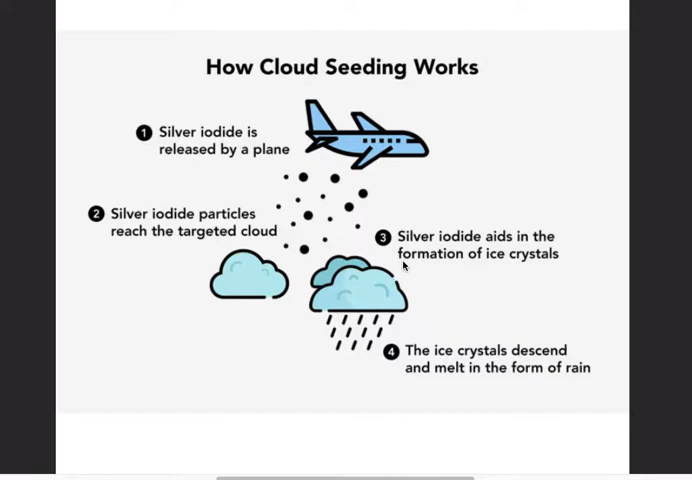 How Cloud Seeding Works
1 Silver iodide is
released by a plane
2 Silver iodide particles
reach the targeted cloud
3 Silver iodide aids in the
formation of ice crystals
4 The ice crystals descend
and melt in the form of rain